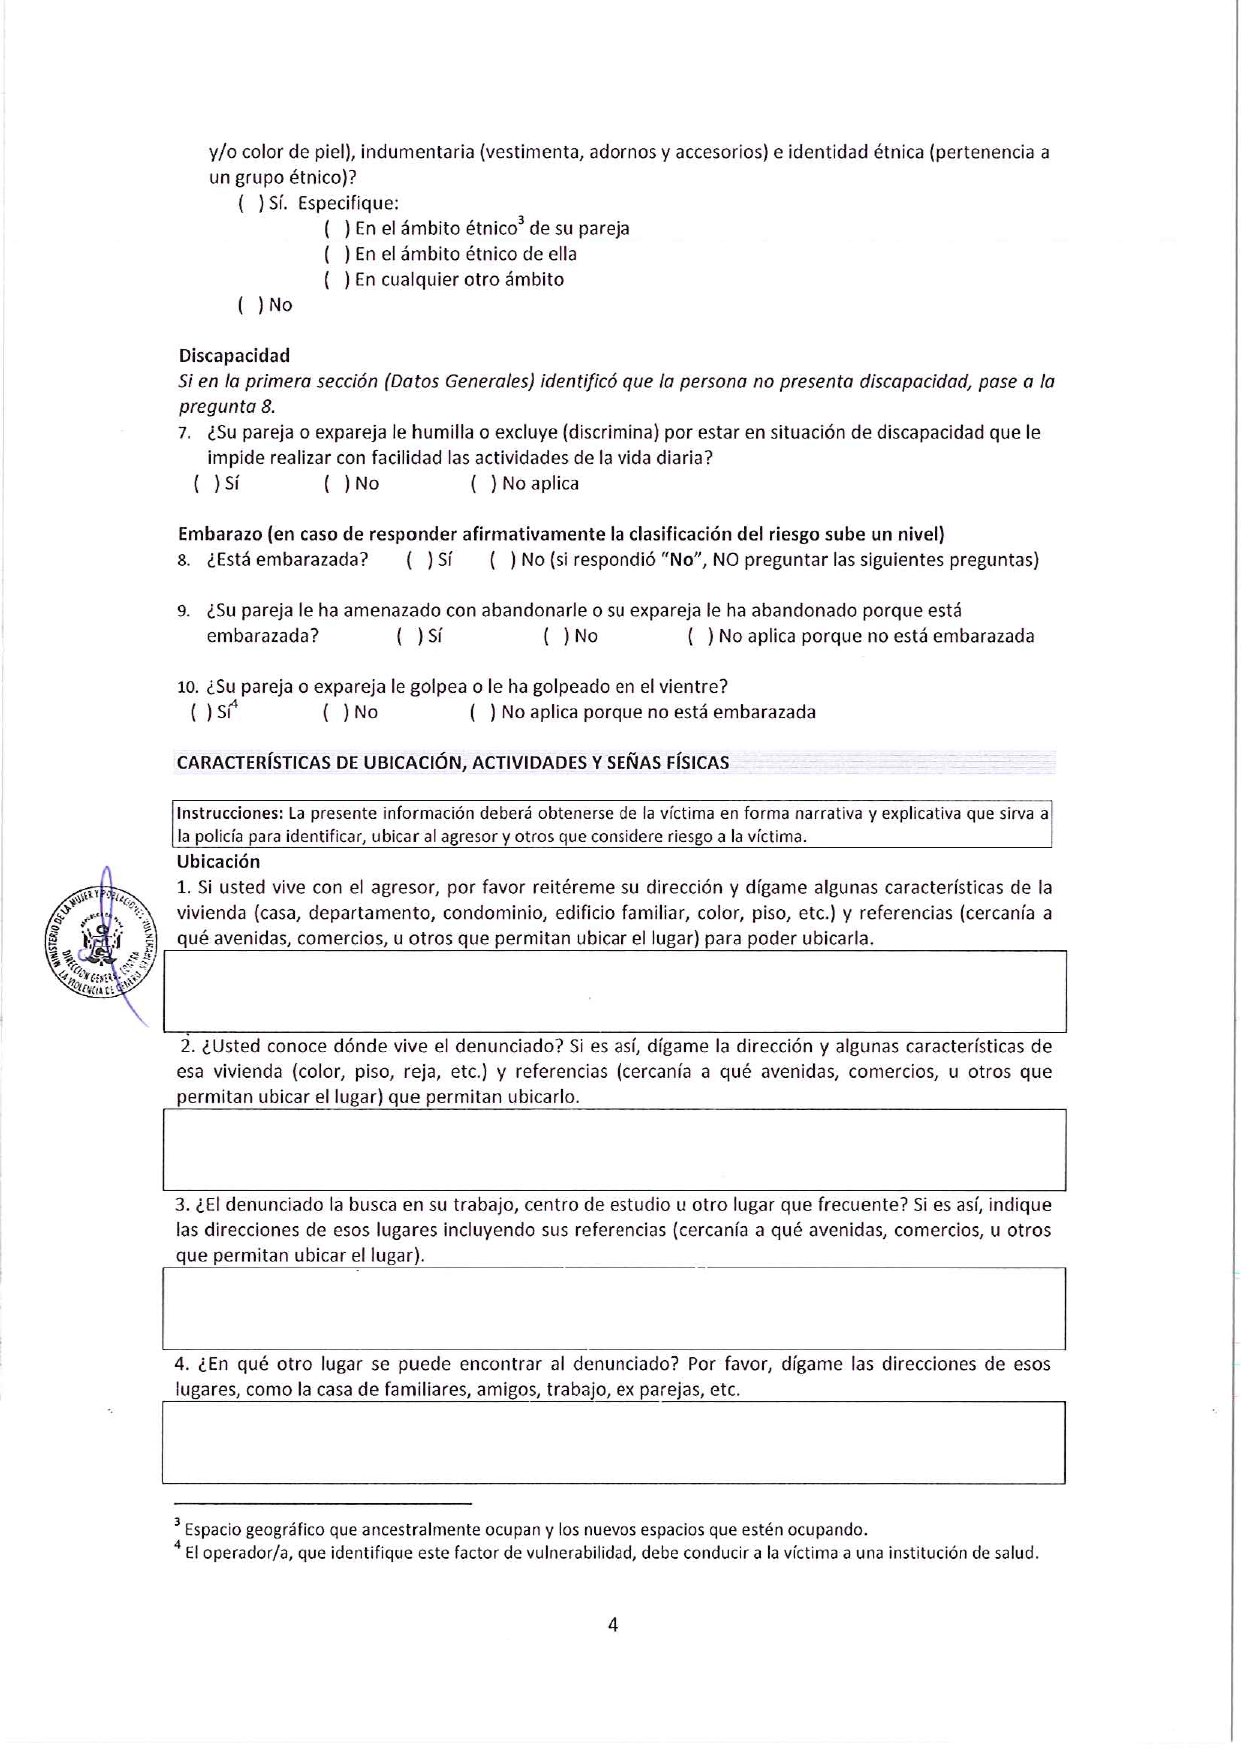 y/o color de piel), indumentaria (vestimenta, adornos y accesorios) e identidad étnica (pertenencia a
un grupo étnico)?
( ) Sí. Especifique:
( ) En el ámbito étnico³ de su pareja
( ) En el ámbito étnico de ella
( ) En cualquier otro ámbito
( ) No
Discapacidad
Si en la primera sección (Datos Generales) identificó que la persona no presenta discapacidad, pase a la
pregunta 8.
7. ¿Su pareja o expareja le humilla o excluye (discrimina) por estar en situación de discapacidad que le
impide realizar con facilidad las actividades de la vida diaria?
( ) Sí ( ) No ( ) No aplica
Embarazo (en caso de responder afirmativamente la clasificación del riesgo sube un nivel)
8. ¿Está embarazada? ( ) Sí ( ) No (si respondió "No", NO preguntar las siguientes preguntas)
9. ¿Su pareja le ha amenazado con abandonarle o su expareja le ha abandonado porque está
embarazada? ( ) Sí ( ) No ( ) No aplica porque no está embarazada
10. ¿Su pareja o expareja le golpea o le ha golpeado en el vientre?
( ) Sí⁴ ( ) No ( ) No aplica porque no está embarazada
CARACTERÍSTICAS DE UBICACIÓN, ACTIVIDADES Y SEÑAS FÍSICAS
Instrucciones: La presente información deberá obtenerse de la víctima en forma narrativa y explicativa que sirva a
la policía para identificar, ubicar al agresor y otros que considere riesgo a la víctima.
Ubicación
1. Si usted vive con el agresor, por favor reitéreme su dirección y dígame algunas características de la
vivienda (casa, departamento, condominio, edificio familiar, color, piso, etc.) y referencias (cercanía a
qué avenidas, comercios, u otros que permitan ubicar el lugar) para poder ubicarla.
MINISTERIO DE LA MUJER Y POBLACIONES VULNERABLES
DIRECCIÓN GENERAL CONTRA
LA VIOLENCIA DE GÉNERO
2. ¿Usted conoce dónde vive el denunciado? Si es así, dígame la dirección y algunas características de
esa vivienda (color, piso, reja, etc.) y referencias (cercanía a qué avenidas, comercios, u otros que
permitan ubicar el lugar) que permitan ubicarlo.
3. ¿El denunciado la busca en su trabajo, centro de estudio u otro lugar que frecuente? Si es así, indique
las direcciones de esos lugares incluyendo sus referencias (cercanía a qué avenidas, comercios, u otros
que permitan ubicar el lugar).
4. ¿En qué otro lugar se puede encontrar al denunciado? Por favor, dígame las direcciones de esos
lugares, como la casa de familiares, amigos, trabajo, ex parejas, etc.
³ Espacio geográfico que ancestralmente ocupan y los nuevos espacios que estén ocupando.
⁴ El operador/a, que identifique este factor de vulnerabilidad, debe conducir a la víctima a una institución de salud.
4